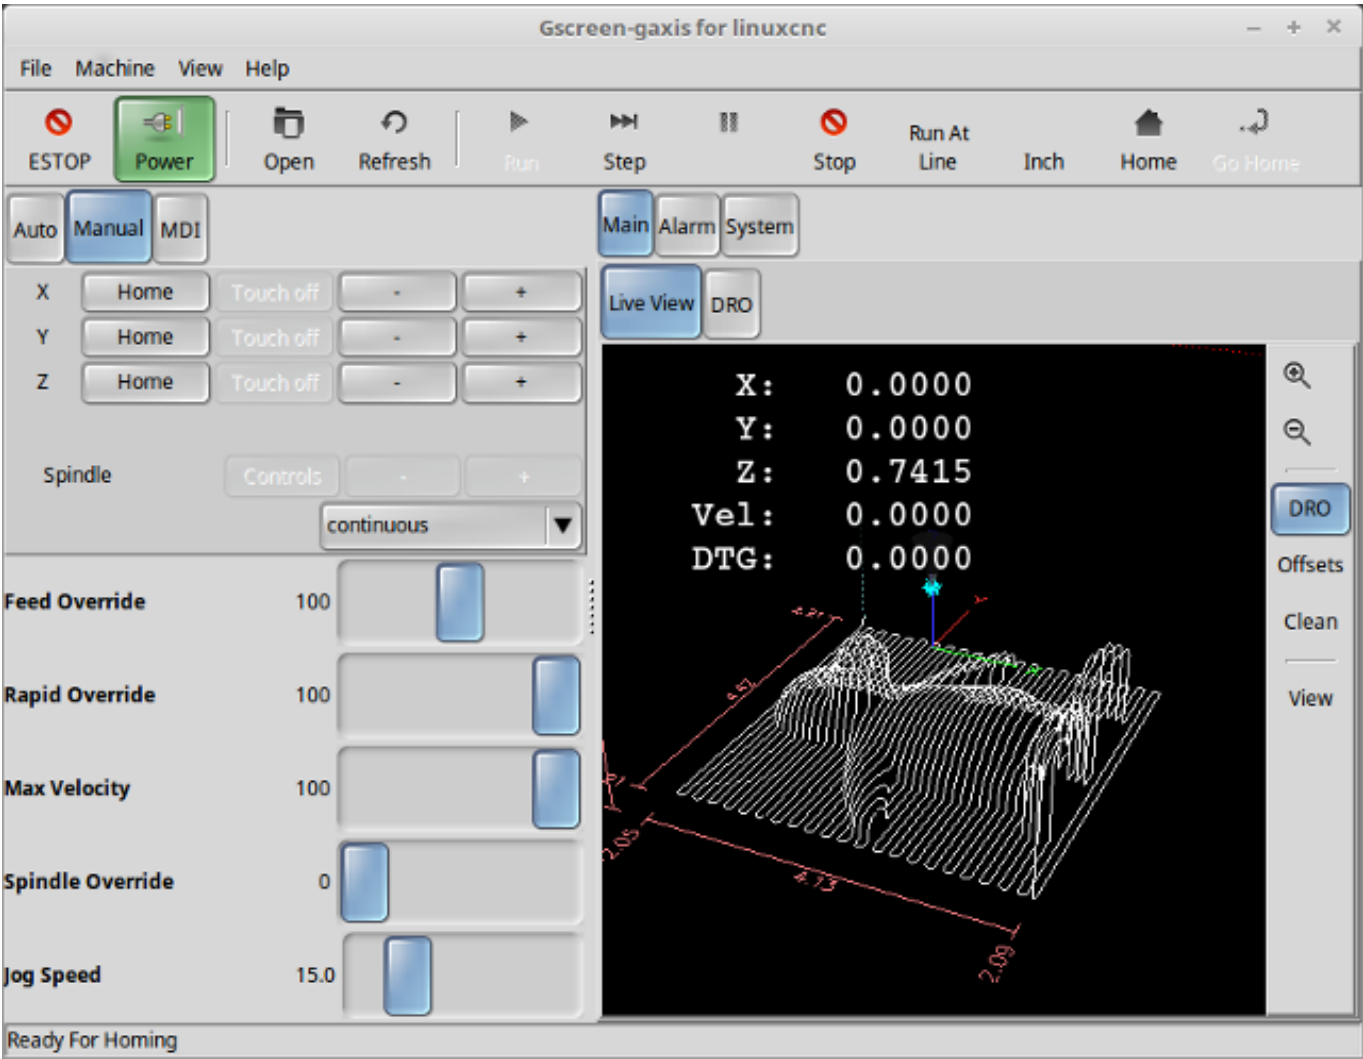 Gscreen-gaxis for linuxcnc
File Machine View Help
ESTOP Power Open Refresh Run Step Stop Run At Line Inch Home Go Home
Auto Manual MDI
Main Alarm System
X Home Touch off - +
Y Home Touch off - +
Z Home Touch off - +
Spindle Controls - +
continuous
Feed Override 100
Rapid Override 100
Max Velocity 100
Spindle Override 0
Jog Speed 15.0
Live View DRO
X: 0.0000
Y: 0.0000
Z: 0.7415
Vel: 0.0000
DTG: 0.0000
2.05
4.13
2.09
DRO
Offsets
Clean
View
Ready For Homing